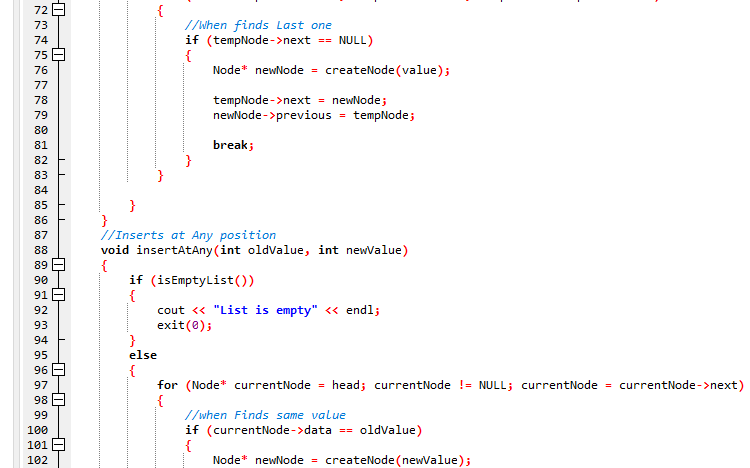 72 {
73 //When finds Last one
74 if (tempNode->next == NULL)
75 {
76 Node* newNode = createNode(value);
77
78 tempNode->next = newNode;
79 newNode->previous = tempNode;
80
81 break;
82 }
83 }
84
85 }
86 }
87 //Inserts at Any position
88 void insertAtAny(int oldValue, int newValue)
89 {
90 if (isEmptyList())
91 {
92 cout << "List is empty" << endl;
93 exit(0);
94 }
95 else
96 {
97 for (Node* currentNode = head; currentNode != NULL; currentNode = currentNode->next)
98 {
99 //when Finds same value
100 if (currentNode->data == oldValue)
101 {
102 Node* newNode = createNode(newValue);